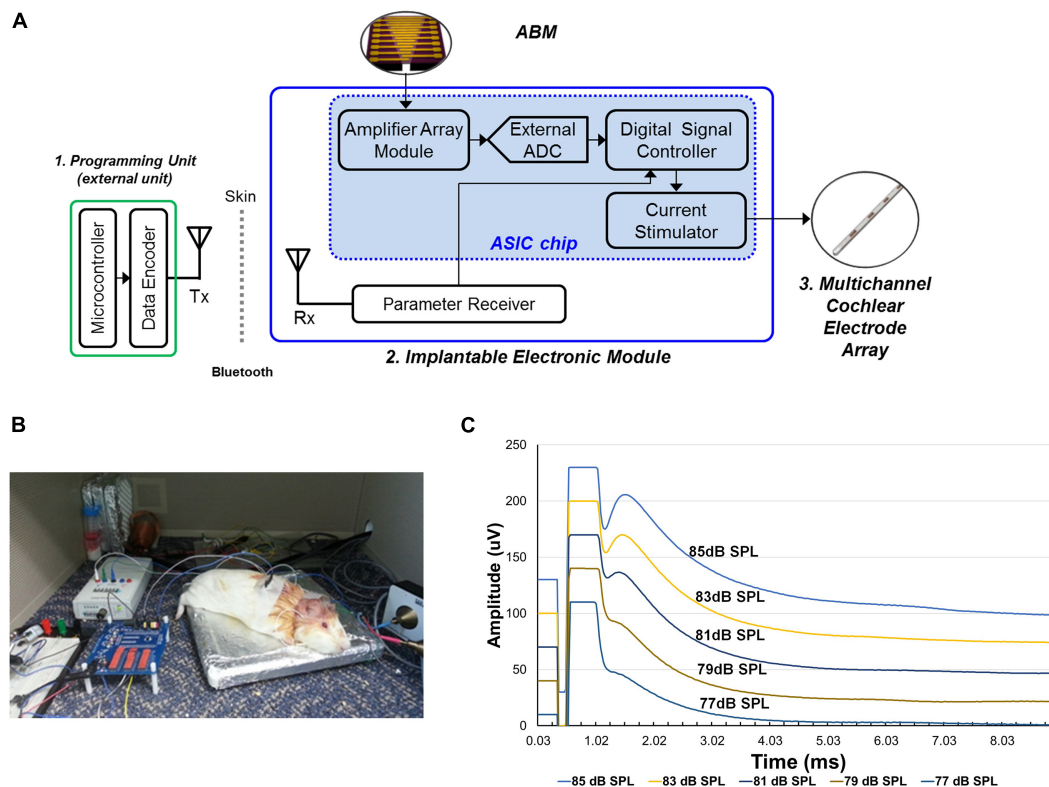 A
ABM
Amplifier Array
Module
External
ADC
Digital Signal
Controller
1. Programming Unit
(external unit)
Skin
Microcontroller
Data Encoder
Tx
Current
Stimulator
ASIC chip
Rx
Parameter Receiver
3. Multichannel
Cochlear
Electrode
Array
2. Implantable Electronic Module
Bluetooth
B
C
250
200
150
100
50
0
Amplitude (uV)
85dB SPL
83dB SPL
81dB SPL
79dB SPL
77dB SPL
0.03 1.02 2.02 3.02 4.03 5.03 6.03 7.03 8.03
Time (ms)
85 dB SPL 83 dB SPL 81 dB SPL 79 dB SPL 77 dB SPL